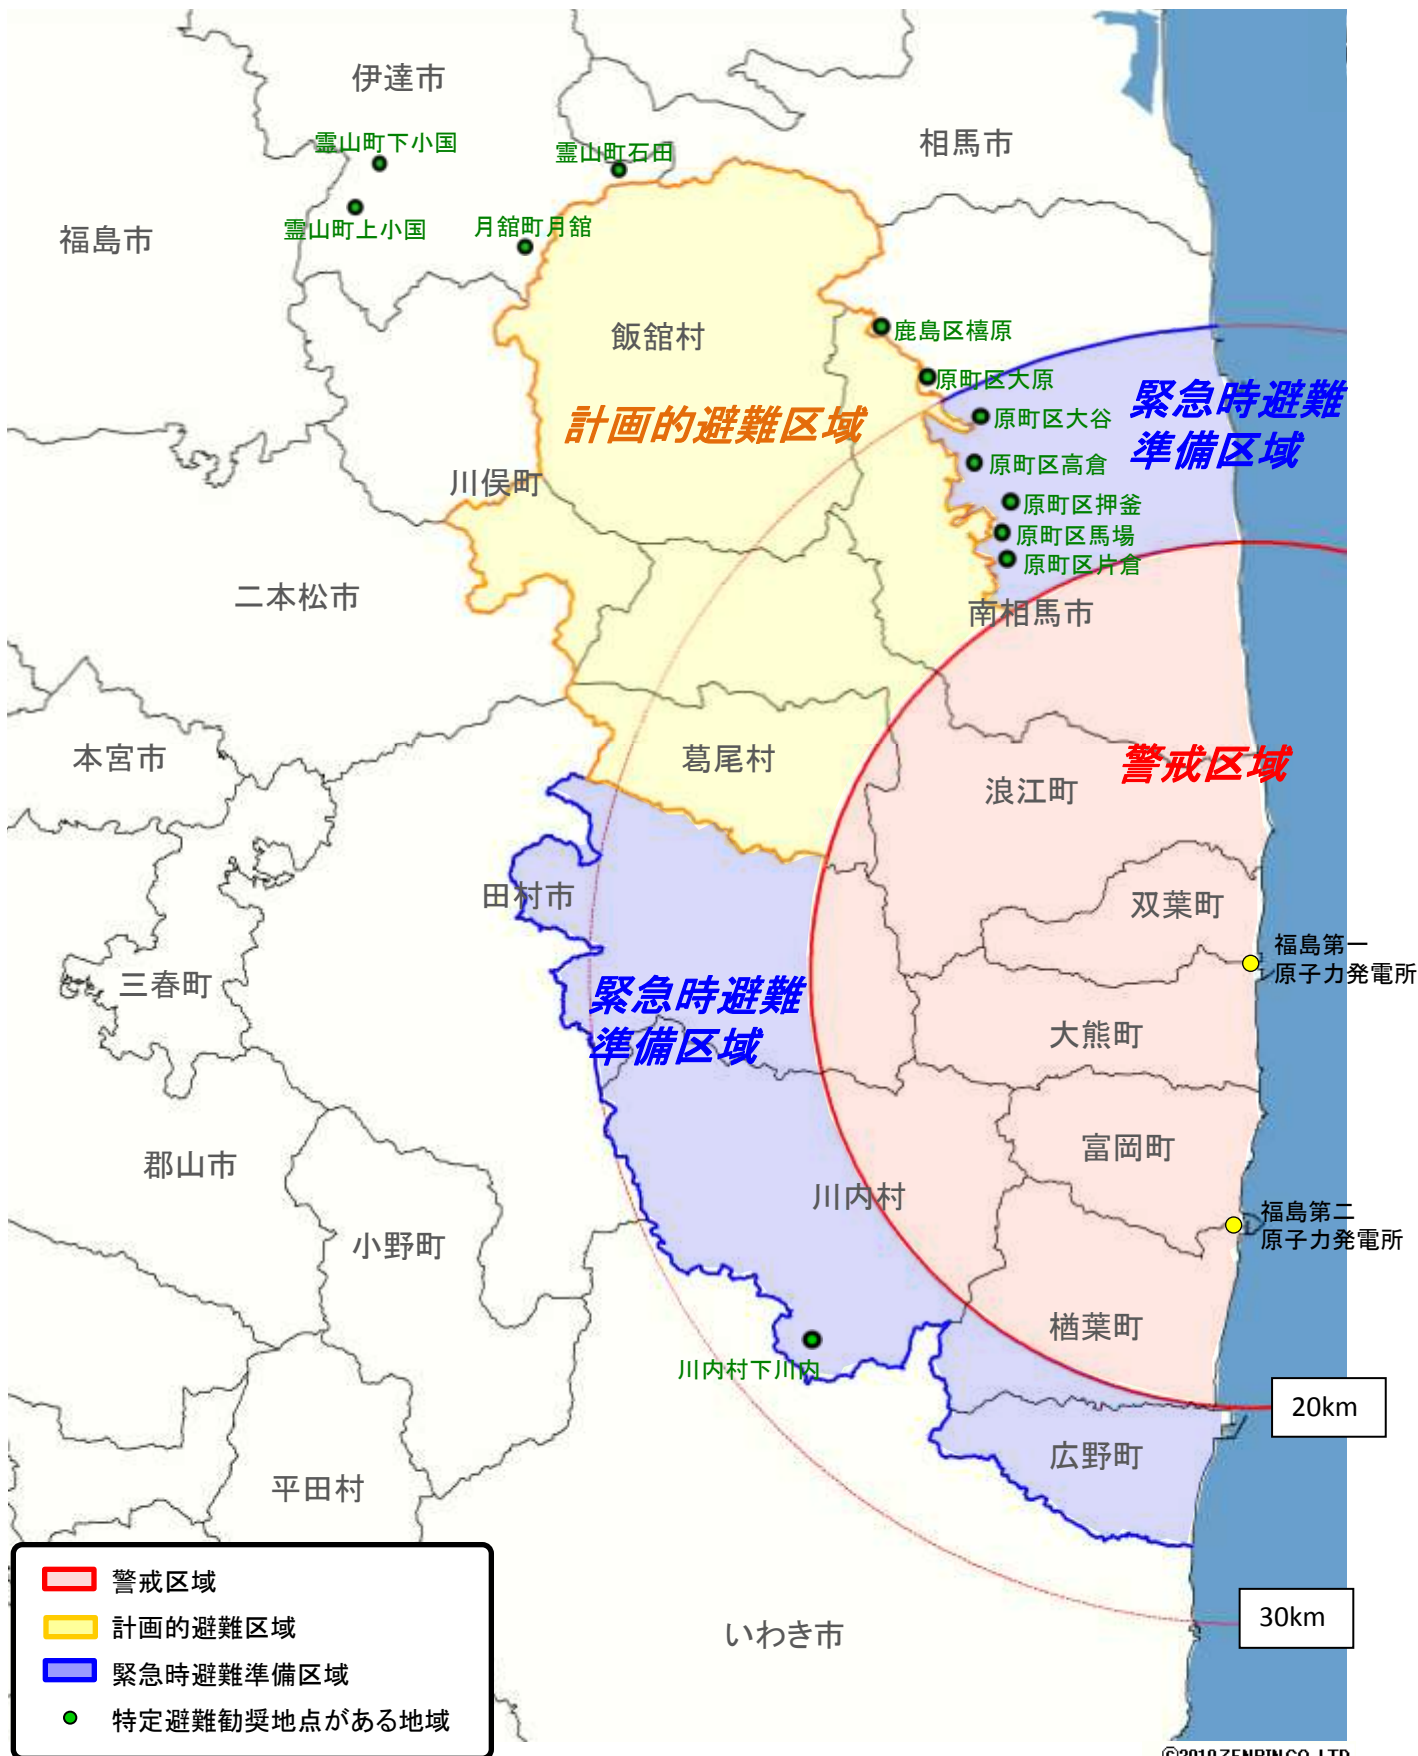 伊達市
霊山町下小国
霊山町石田
相馬市
霊山町上小国
月舘町月舘
福島市
飯舘村
鹿島区橲原
原町区大原
計画的避難区域
緊急時避難
準備区域
原町区大谷
原町区高倉
川俣町
原町区押釜
原町区馬場
原町区片倉
二本松市
南相馬市
本宮市
葛尾村
浪江町
警戒区域
田村市
双葉町
福島第一
原子力発電所
三春町
緊急時避難
準備区域
大熊町
郡山市
富岡町
川内村
福島第二
原子力発電所
小野町
楢葉町
川内村下川内
20km
広野町
平田村
警戒区域
計画的避難区域
緊急時避難準備区域
特定避難勧奨地点がある地域
30km
いわき市